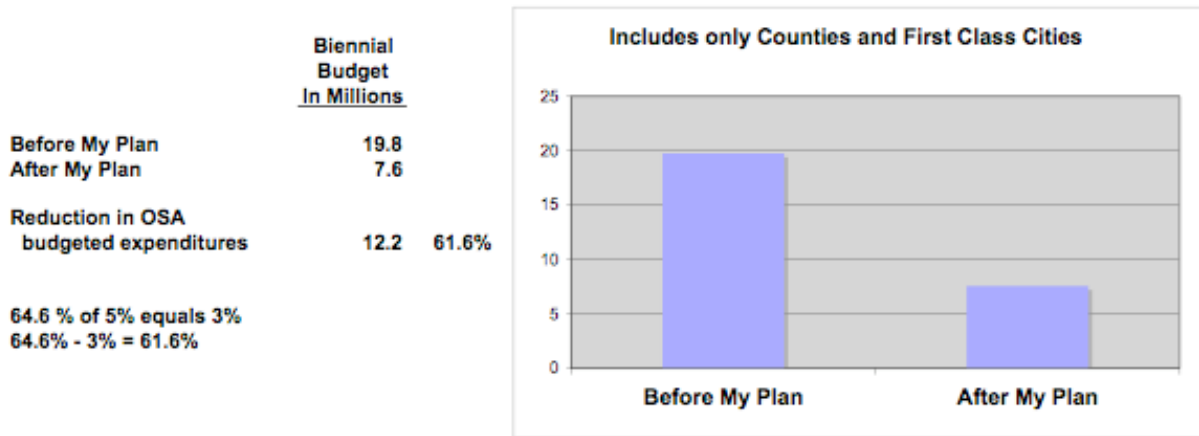 Biennial
Budget
In Millions
Before My Plan 19.8
After My Plan 7.6
Reduction in OSA
budgeted expenditures 12.2 61.6%
64.6 % of 5% equals 3%
64.6% - 3% = 61.6%
Includes only Counties and First Class Cities
25
20
15
10
5
0
Before My Plan After My Plan